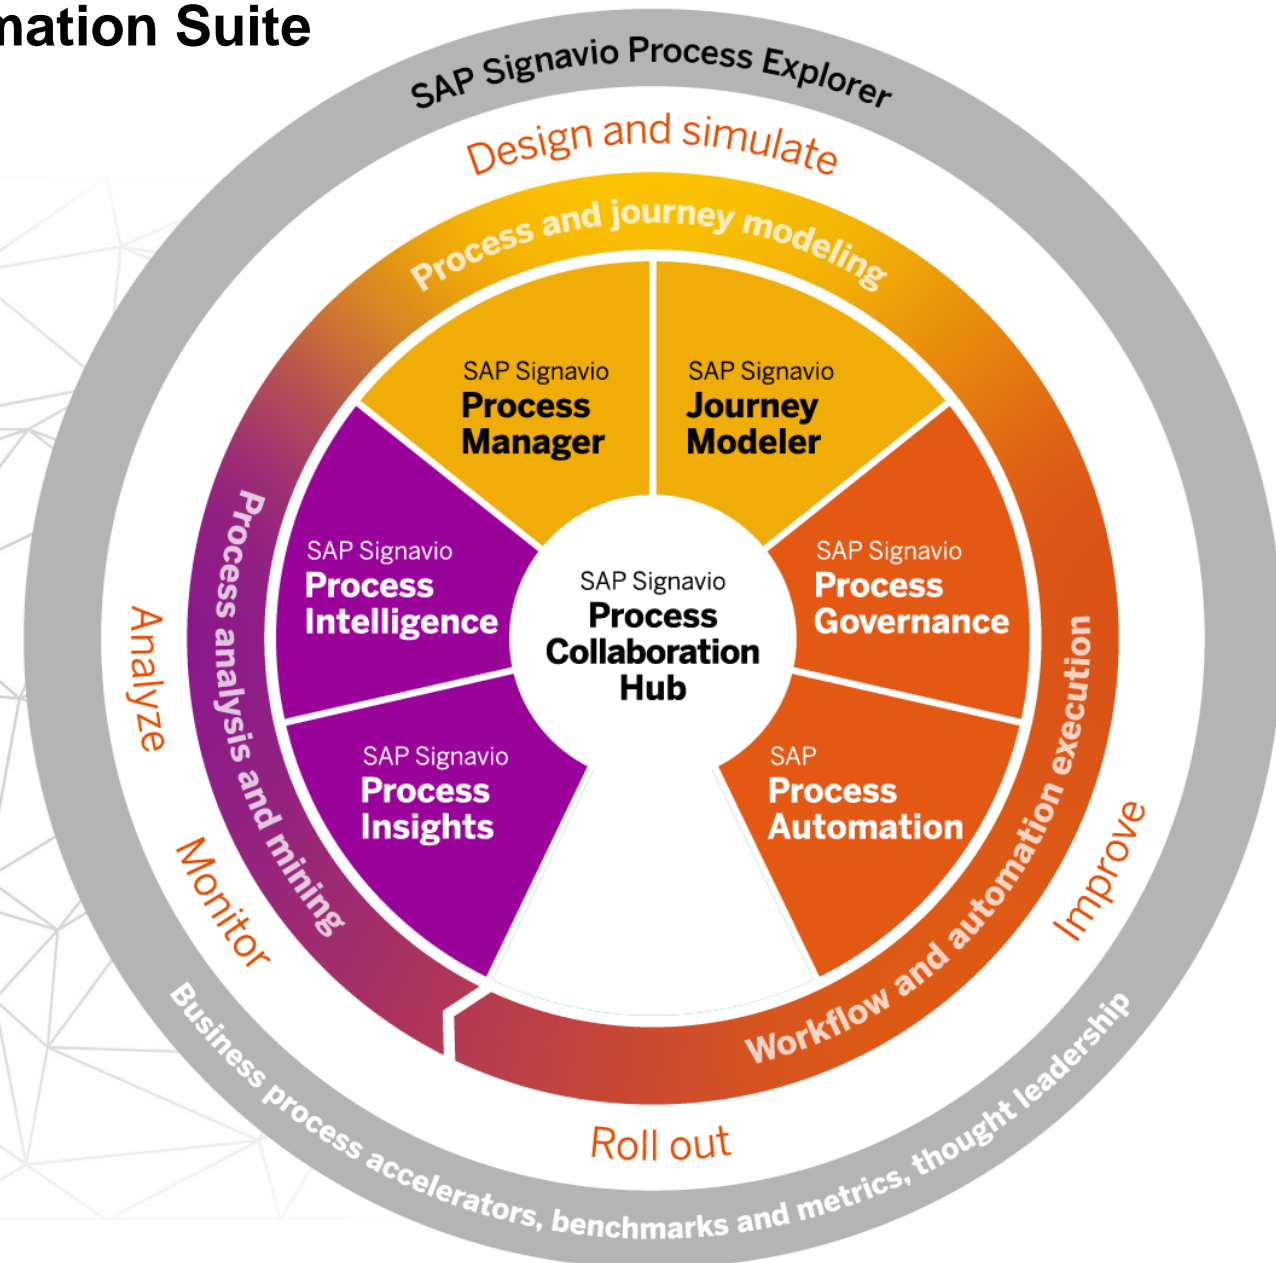 mation Suite
SAP Signavio Process Explorer
Design and simulate
Process and journey modeling
SAP Signavio
Process
Manager
SAP Signavio
Journey
Modeler
SAP Signavio
Process
Intelligence
SAP Signavio
Process
Collaboration
Hub
SAP Signavio
Process
Governance
SAP Signavio
Process
Insights
SAP
Process
Automation
Process analysis and mining
Workflow and automation execution
Analyze
Monitor
Improve
Roll out
Business process accelerators, benchmarks and metrics, thought leadership